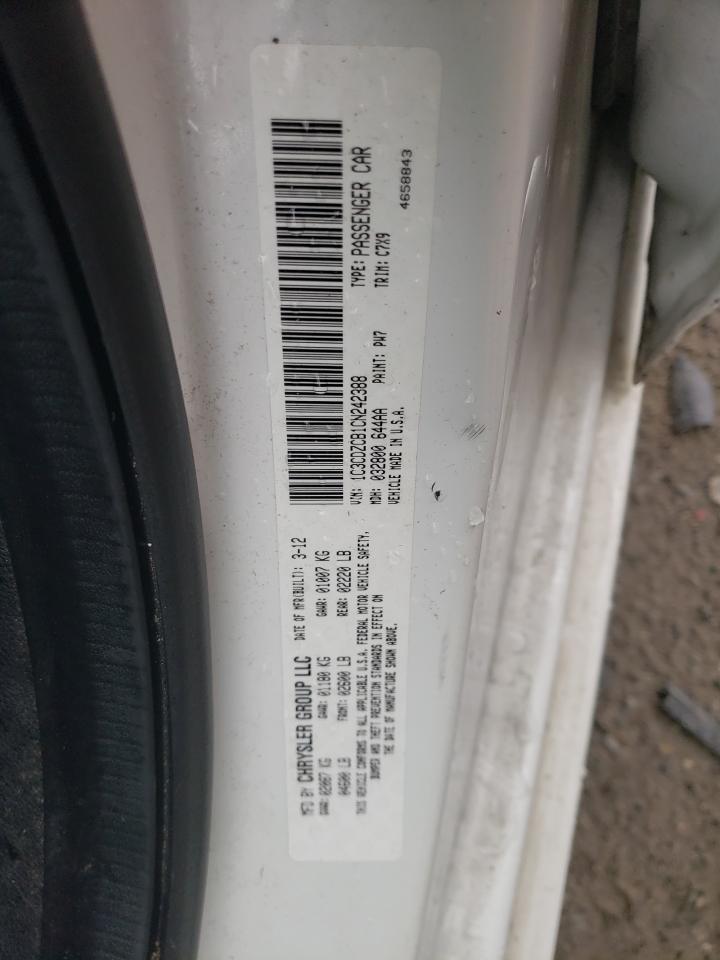 MFD BY CHRYSLER GROUP LLC DATE OF MFR(BUILT): 3-12
GVWR: 02087 KG GAWR: 01180 KG GAWR: 01007 KG
04600 LB FRONT: 02600 LB REAR: 02220 LB
THIS VEHICLE CONFORMS TO ALL APPLICABLE U.S.A. FEDERAL MOTOR VEHICLE SAFETY,
BUMPER AND THEFT PREVENTION STANDARDS IN EFFECT ON
THE DATE OF MANUFACTURE SHOWN ABOVE.
VIN: 1C3CDZCB1CN242388 TYPE: PASSENGER CAR
MDH: 032800 644AA PAINT: PW7 TRIM: C7X9
VEHICLE MADE IN U.S.A.
4658843